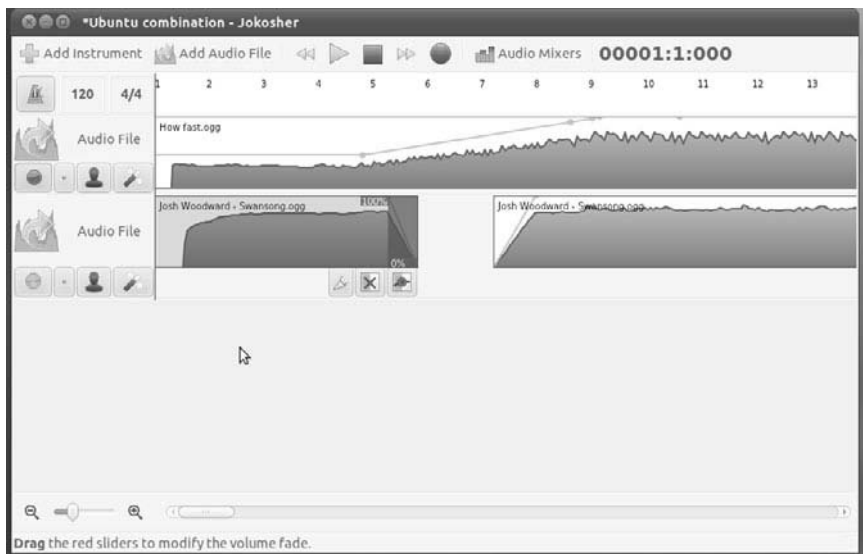 *Ubuntu combination - Jokosher
Add Instrument Add Audio File Audio Mixers 00001:1:000
120 4/4 1 2 3 4 5 6 7 8 9 10 11 12 13
How fast.ogg
Audio File
Josh Woodward - Swansong.ogg 100% Josh Woodward - Swansong.ogg
Audio File
0%
Drag the red sliders to modify the volume fade.